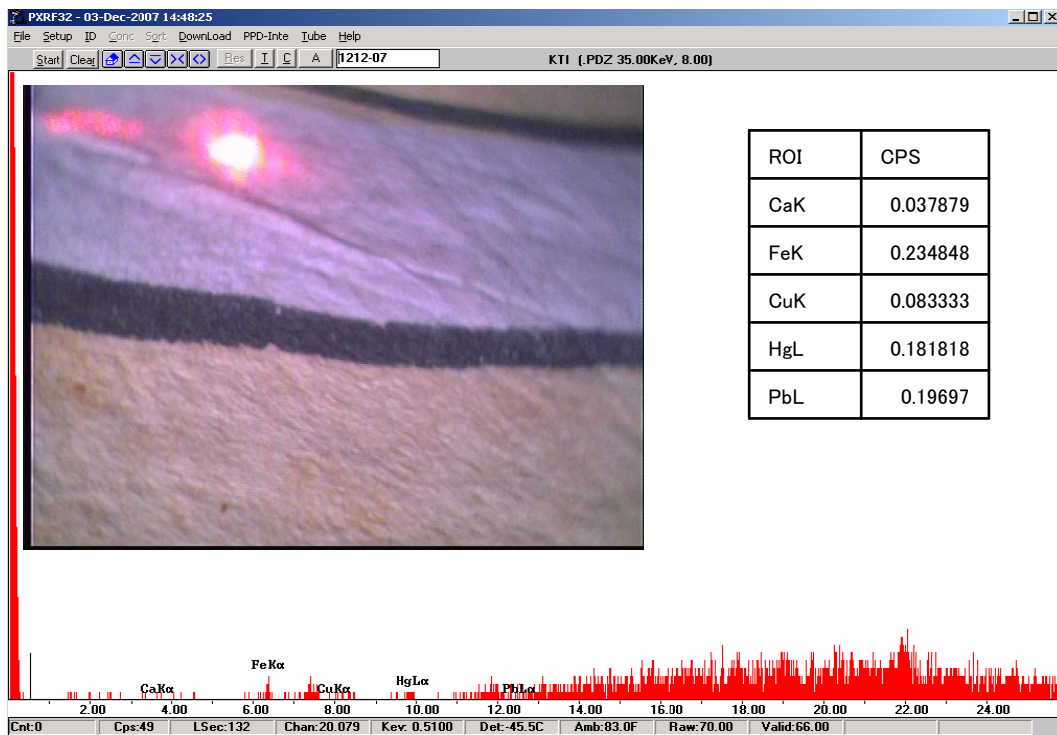 PXRF32 - 03-Dec-2007 14:48:25
File Setup ID Conc Sort DownLoad PPD-Inte Tube Help
Start Clear Res I C A 1212-07 KTI (.PDZ 35.00KeV, 8.00)
ROI CPS
CaK 0.037879
FeK 0.234848
CuK 0.083333
HgL 0.181818
PbL 0.19697
FeKα
HgLα
CaKα CuKα PbLα
2.00 4.00 6.00 8.00 10.00 12.00 14.00 16.00 18.00 20.00 22.00 24.00
Cnt:0 Cps:49 LSec:132 Chan:20.079 Kev: 0.5100 Det:-45.5C Amb:83.0F Raw:70.00 Valid:66.00